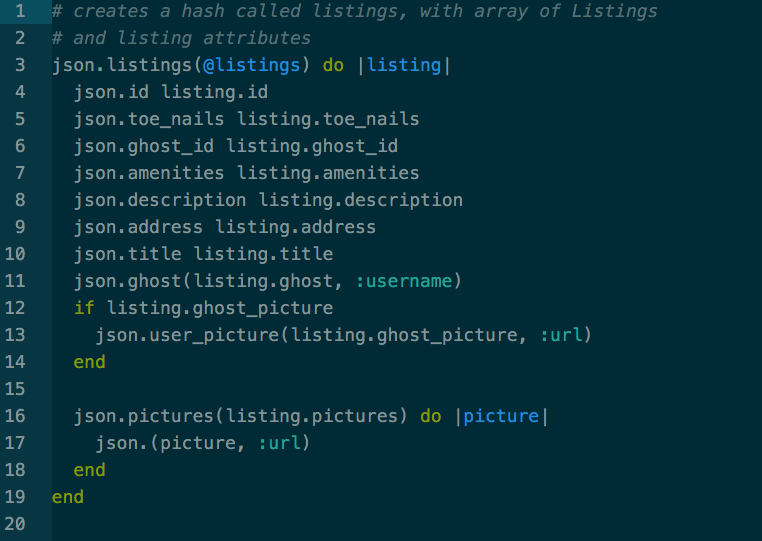 1 # creates a hash called listings, with array of Listings
2 # and listing attributes
3 json.listings(@listings) do |listing|
4   json.id listing.id
5   json.toe_nails listing.toe_nails
6   json.ghost_id listing.ghost_id
7   json.amenities listing.amenities
8   json.description listing.description
9   json.address listing.address
10   json.title listing.title
11   json.ghost(listing.ghost, :username)
12   if listing.ghost_picture
13     json.user_picture(listing.ghost_picture, :url)
14   end
15
16   json.pictures(listing.pictures) do |picture|
17     json.(picture, :url)
18   end
19 end
20